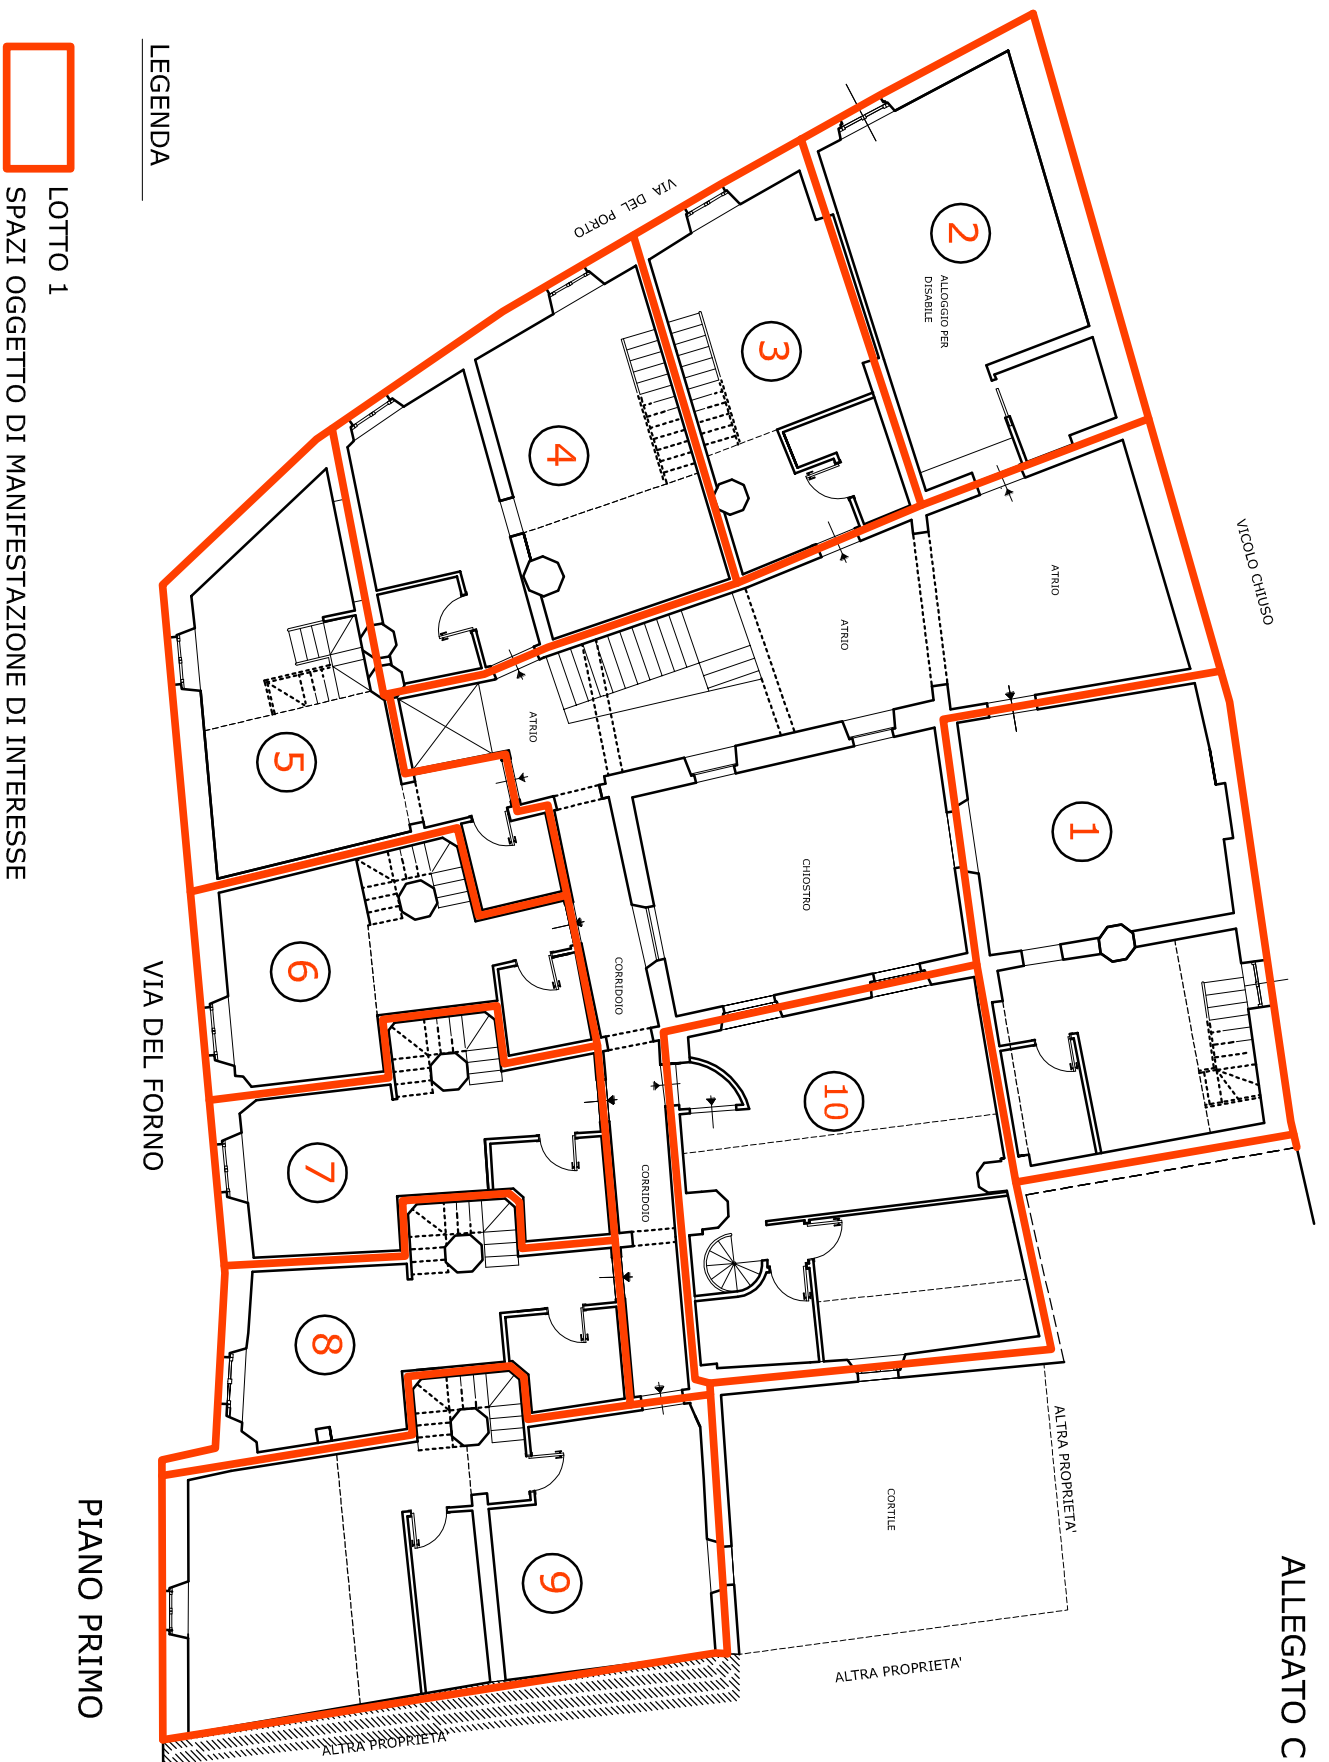 ALLEGATO C
VICOLO CHIUSO
ALTRA PROPRIETA'
2
ALLOGGIO PER
DISABILE
ATRIO
1
3
ATRIO
CHIOSTRO
10
CORTILE
ALTRA PROPRIETA'
VIA DEL PORTO
4
ATRIO
CORRIDOIO
CORRIDOIO
9
5
6
7
8
ALTRA PROPRIETA'
LEGENDA
VIA DEL FORNO
PIANO PRIMO
LOTTO 1
SPAZI OGGETTO DI MANIFESTAZIONE DI INTERESSE